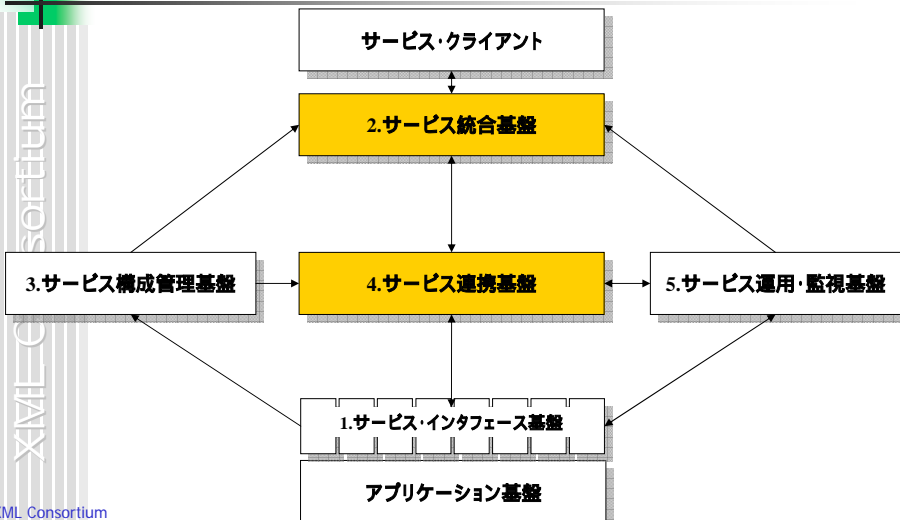 サービス・クライアント
2.サービス統合基盤
3.サービス構成管理基盤
4.サービス連携基盤
5.サービス運用・監視基盤
1.サービス・インタフェース基盤
アプリケーション基盤
XML Consortium
XML Consortium